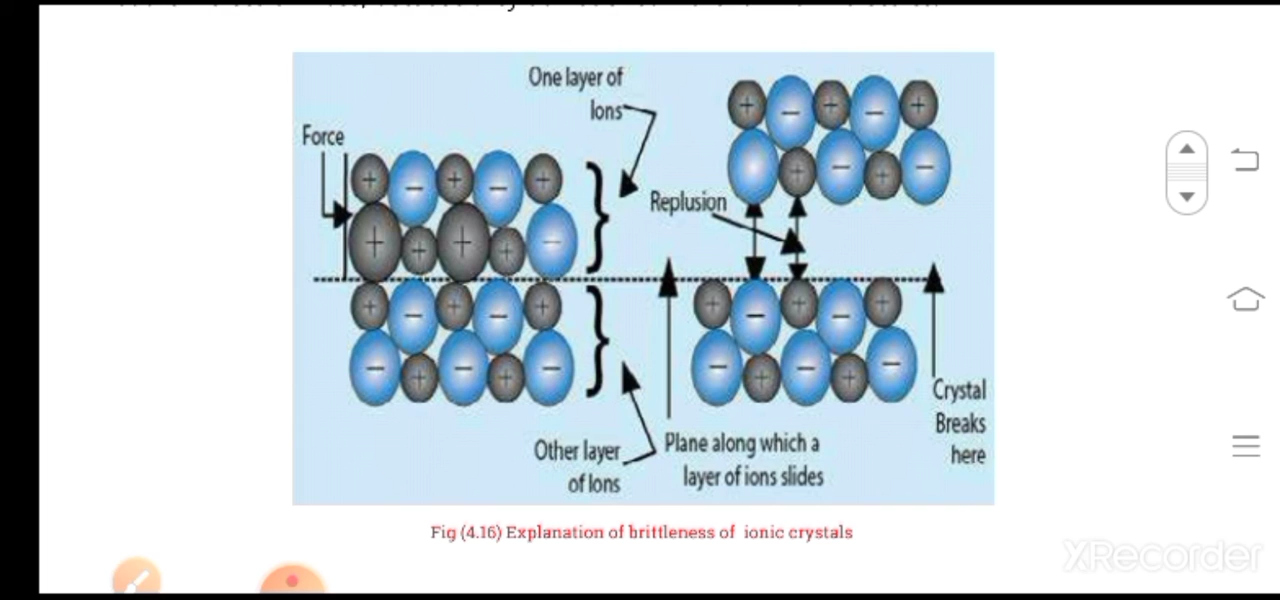 One layer of
Ions
Force
Replusion
Other layer
of Ions
Plane along which a
layer of ions slides
Crystal
Breaks
here
Fig (4.16) Explanation of brittleness of ionic crystals
XRecorder